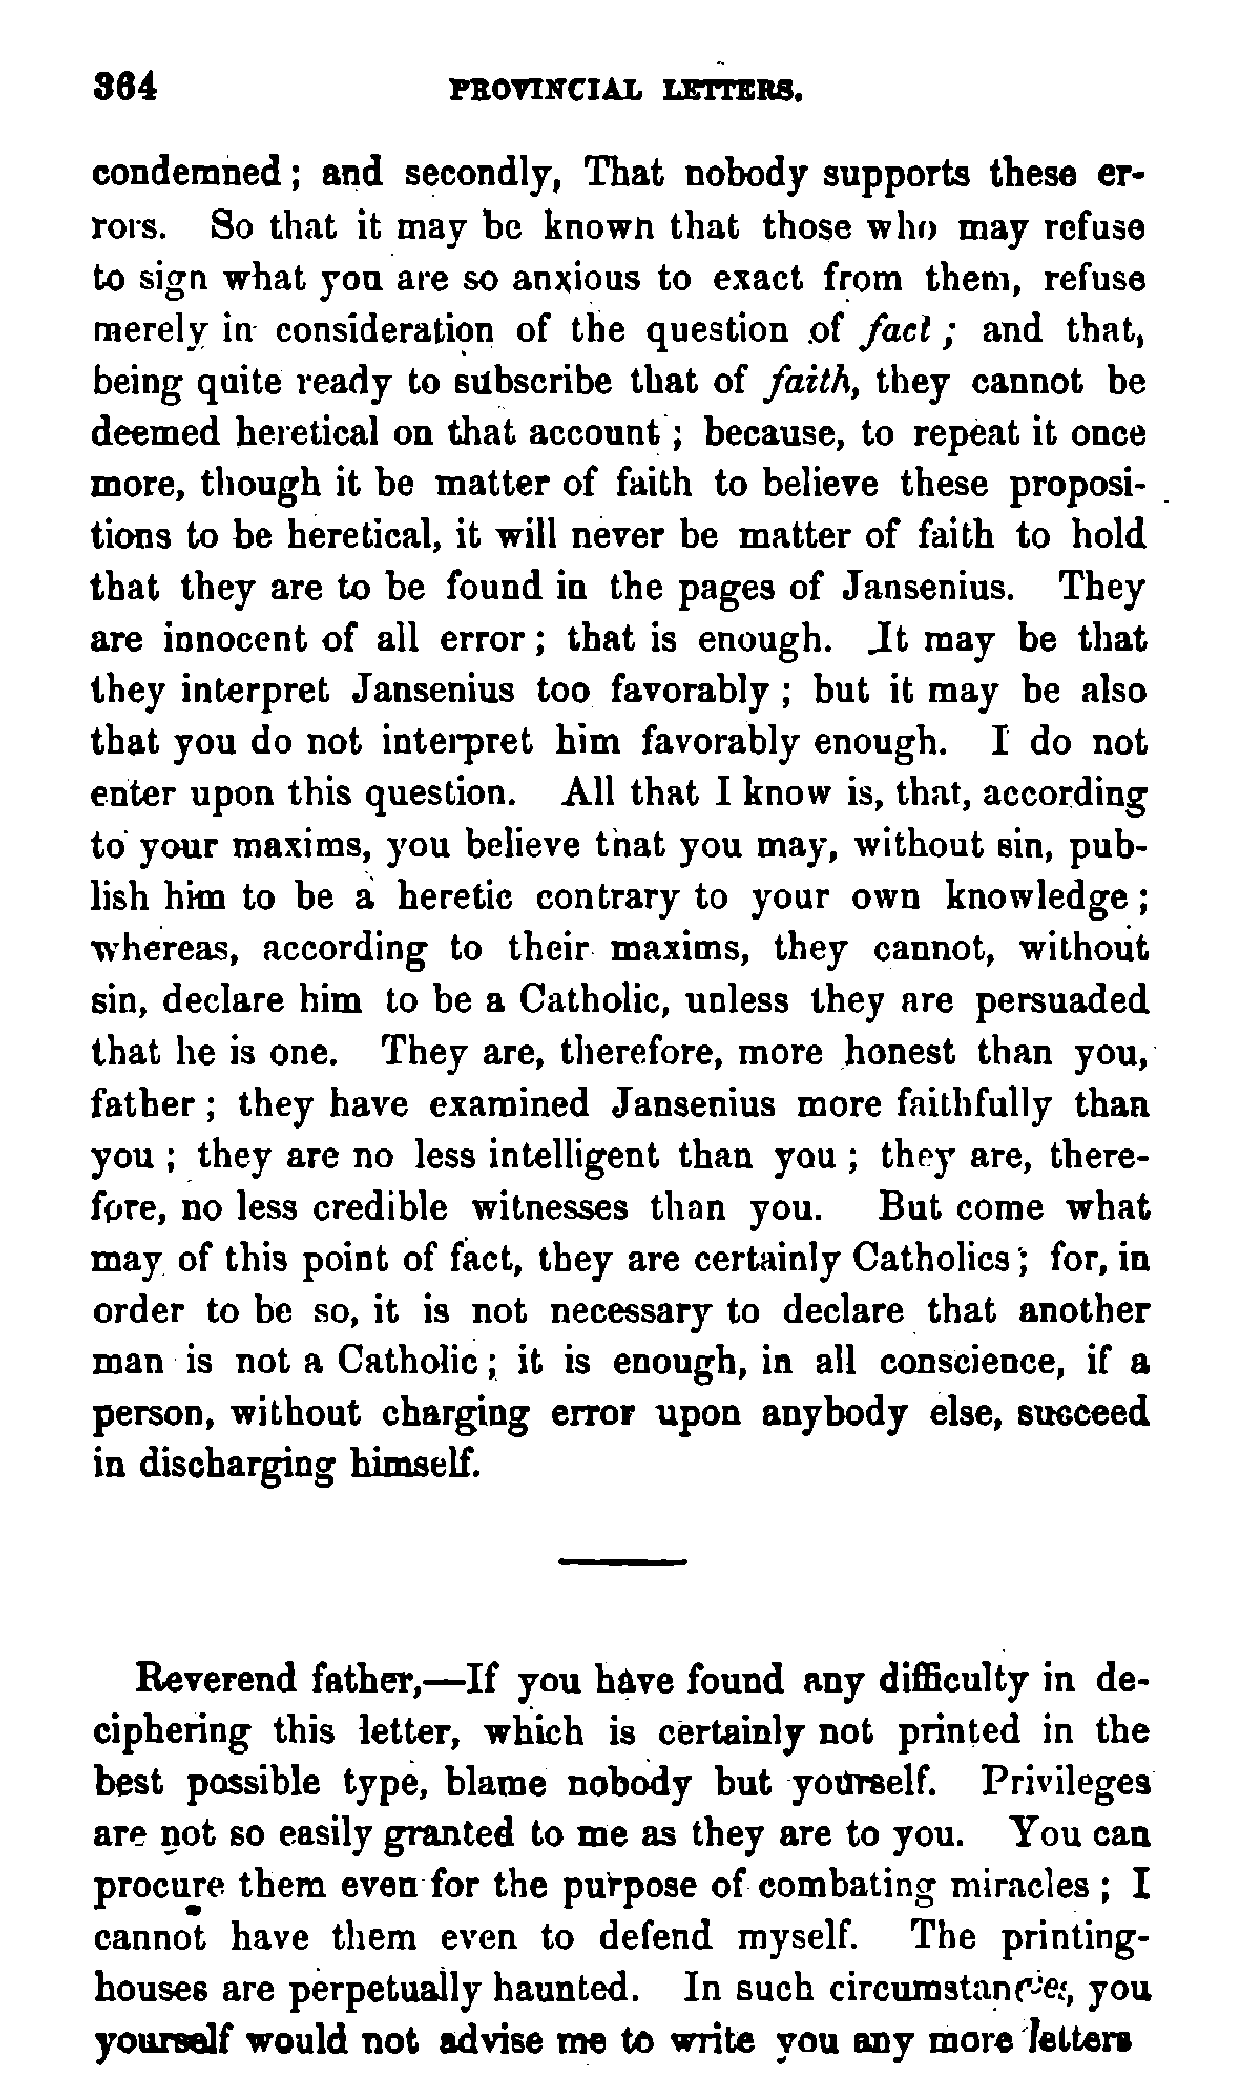 364 PROVINCIAL LETTERS.
condemned ; and secondly, That nobody supports these er-
rors. So that it may be known that those who may refuse
to sign what you are so anxious to exact from them, refuse
merely in consideration of the question of fact ; and that,
being quite ready to subscribe that of faith, they cannot be
deemed heretical on that account ; because, to repeat it once
more, though it be matter of faith to believe these proposi-
tions to be heretical, it will never be matter of faith to hold
that they are to be found in the pages of Jansenius. They
are innocent of all error ; that is enough. It may be that
they interpret Jansenius too favorably ; but it may be also
that you do not interpret him favorably enough. I do not
enter upon this question. All that I know is, that, according
to your maxims, you believe that you may, without sin, pub-
lish him to be a heretic contrary to your own knowledge ;
whereas, according to their maxims, they cannot, without
sin, declare him to be a Catholic, unless they are persuaded
that he is one. They are, therefore, more honest than you,
father ; they have examined Jansenius more faithfully than
you ; they are no less intelligent than you ; they are, there-
fore, no less credible witnesses than you. But come what
may of this point of fact, they are certainly Catholics ; for, in
order to be so, it is not necessary to declare that another
man is not a Catholic ; it is enough, in all conscience, if a
person, without charging error upon anybody else, succeed
in discharging himself.
Reverend father,—If you have found any difficulty in de-
ciphering this letter, which is certainly not printed in the
best possible type, blame nobody but yourself. Privileges
are not so easily granted to me as they are to you. You can
procure them even for the purpose of combating miracles ; I
cannot have them even to defend myself. The printing-
houses are perpetually haunted. In such circumstances, you
yourself would not advise me to write you any more letters